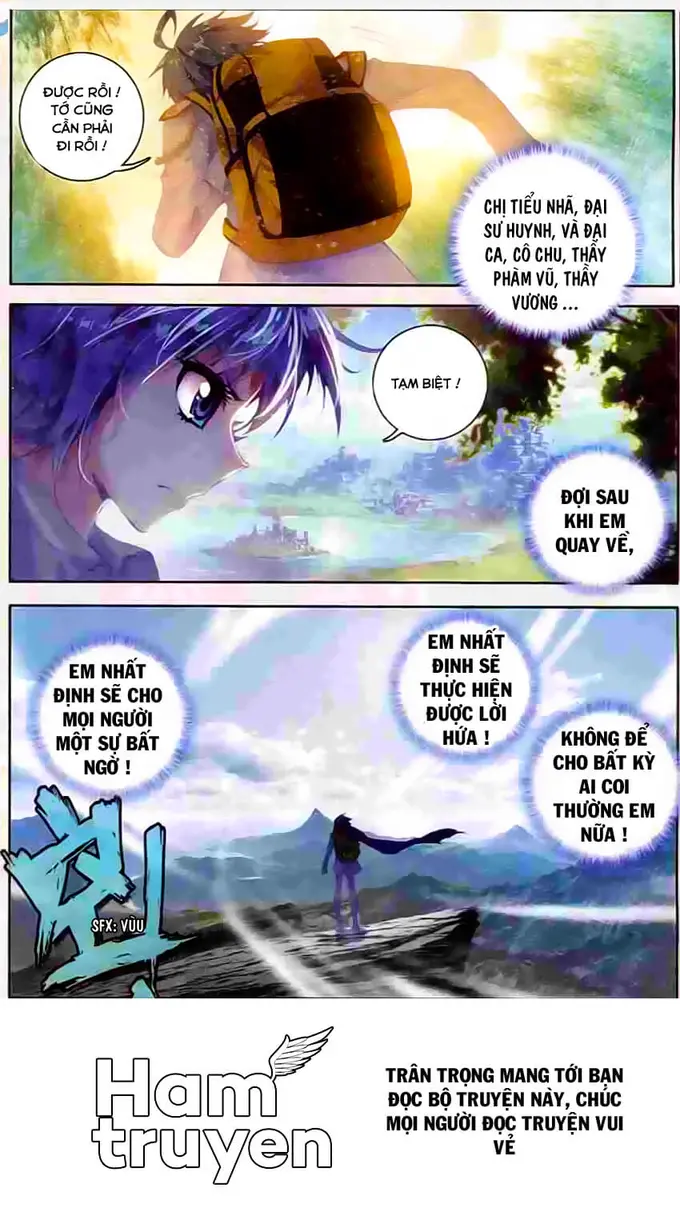 ĐƯỢC RỒI !
TỚ CŨNG
CẦN PHẢI
ĐI RỒI !
CHỊ TIỂU NHÃ, ĐẠI
SƯ HUYNH, VÀ ĐẠI
CA, CÔ CHU, THẦY
PHÀM VŨ, THẦY
VƯƠNG ...
TẠM BIỆT !
ĐỢI SAU
KHI EM
QUAY VỀ,
EM NHẤT
ĐỊNH SẼ CHO
MỌI NGƯỜI
MỘT SỰ BẤT
NGỜ !
EM NHẤT
ĐỊNH SẼ
THỰC HIỆN
ĐƯỢC LỜI
HỨA !
KHÔNG ĐỂ
CHO BẤT KỲ
AI COI
THƯỜNG EM
NỮA !
SFX: VÙU
Ham
truyen
TRÂN TRỌNG MANG TỚI BẠN
ĐỌC BỘ TRUYỆN NÀY, CHÚC
MỌI NGƯỜI ĐỌC TRUYỆN VUI
VẺ